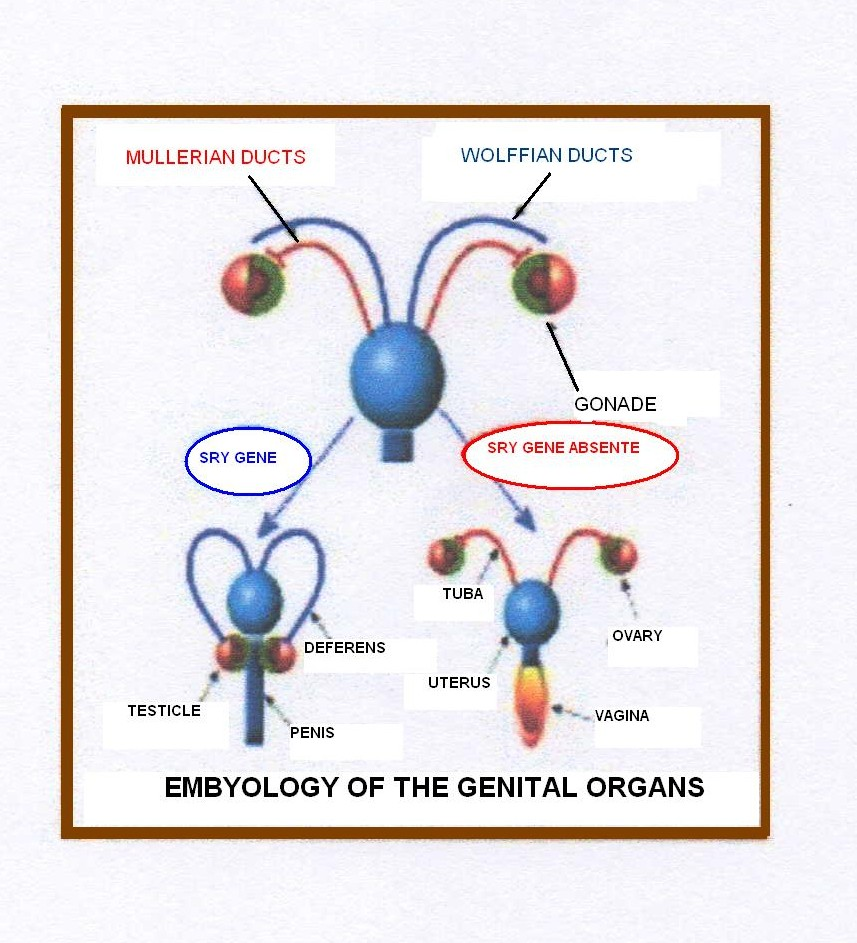 MULLERIAN DUCTS
WOLFFIAN DUCTS
GONADE
SRY GENE
SRY GENE ABSENTE
TUBA
OVARY
DEFERENS
UTERUS
TESTICLE
VAGINA
PENIS
EMBYOLOGY OF THE GENITAL ORGANS